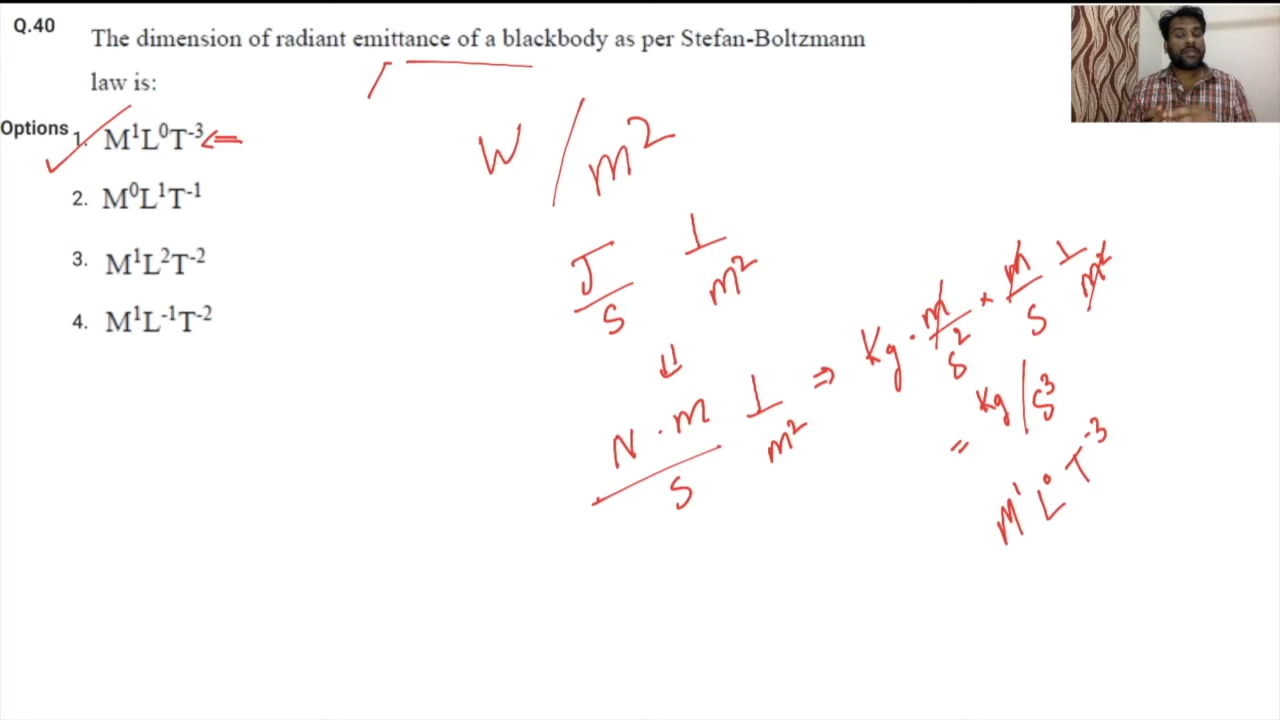 Q.40
The dimension of radiant emittance of a blackbody as per Stefan-Boltzmann
law is:
Options
1. M¹L⁰T⁻³ <=
2. M⁰L¹T⁻¹
3. M¹L²T⁻²
4. M¹L⁻¹T⁻²
W / m²
J/s 1/m²
⇓
N · m / s 1/m² ⇒ Kg · m/s² × m/s 1/m²
Kg / s³
=
M¹ L⁰ T⁻³